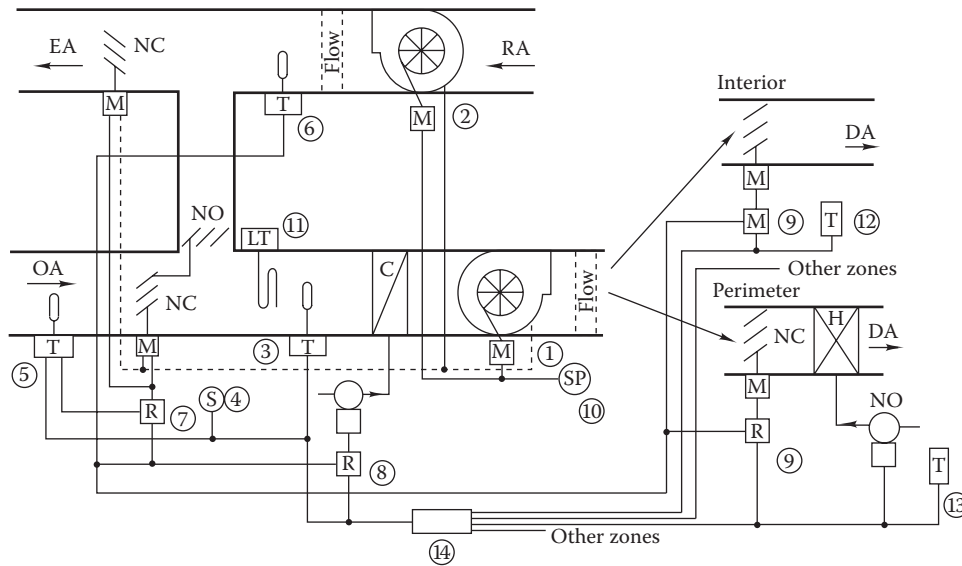 EA
NC
Flow
RA
M
T
6
M
2
Interior
DA
M
M
9
T
12
NO
LT
11
OA
NC
C
Flow
Other zones
Perimeter
NC
H
DA
T
5
M
3
T
M
1
SP
10
S
4
R
7
M
NO
R
8
R
9
T
13
14
Other zones